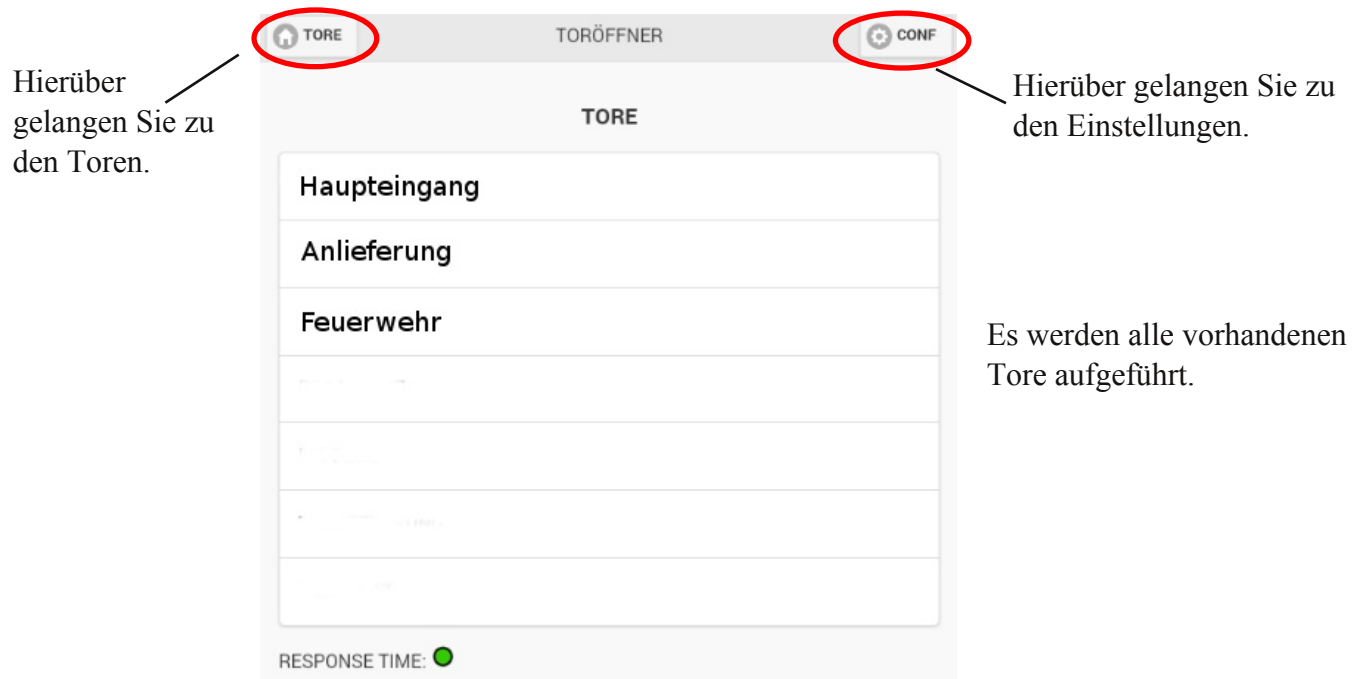 TORE
TORÖFFNER
CONF
Hierüber
gelangen Sie zu
den Toren.
Hierüber gelangen Sie zu
den Einstellungen.
TORE
Haupteingang
Anlieferung
Feuerwehr
Es werden alle vorhandenen
Tore aufgeführt.
RESPONSE TIME: